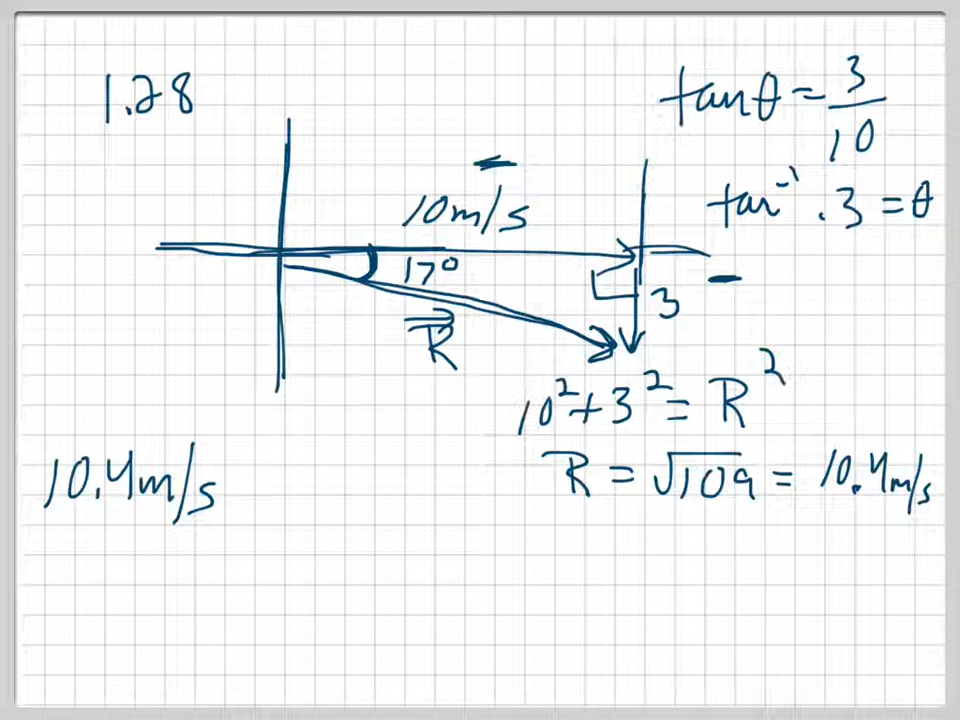 1.28
tanθ = 3/10
10m/s
tan⁻¹ .3 = θ
17°
3
R⃗
10² + 3² = R²
R = √109 = 10.4m/s
10.4m/s